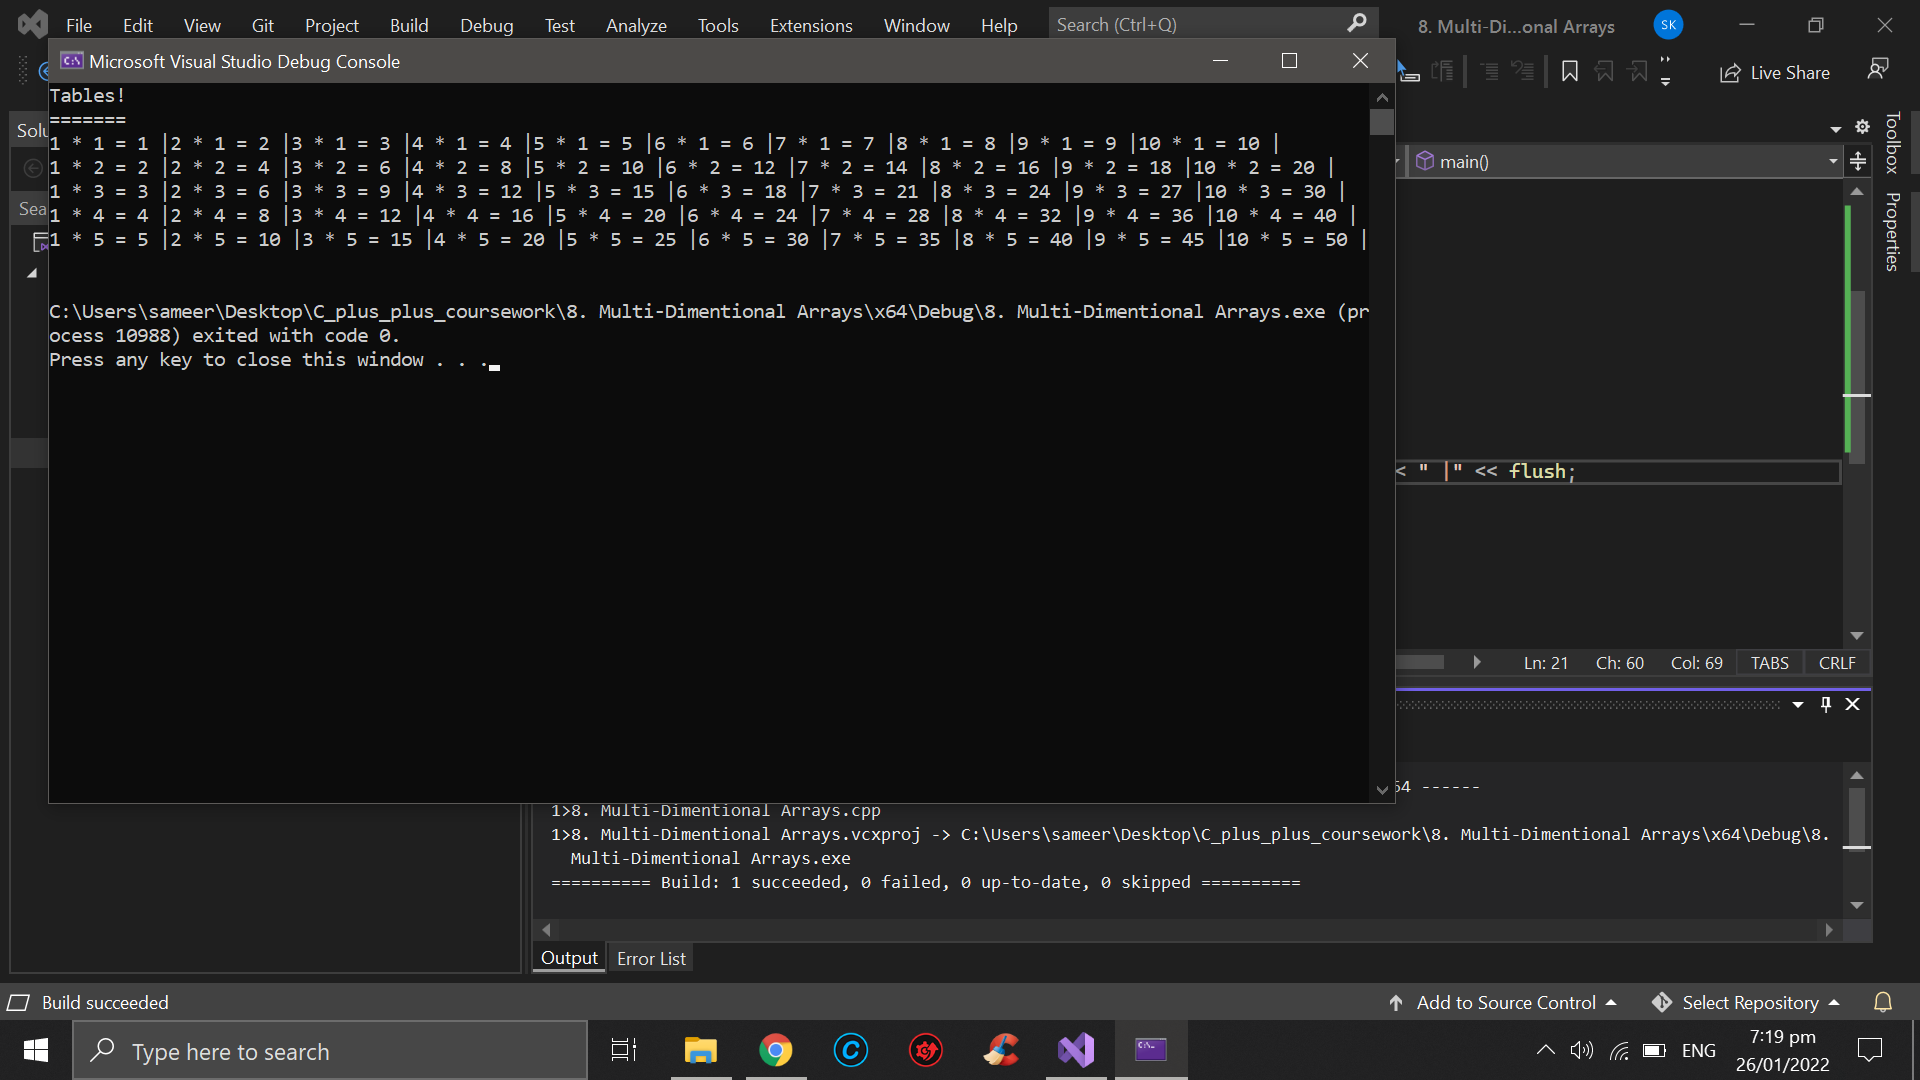 File Edit View Git Project Build Debug Test Analyze Tools Extensions Window Help Search (Ctrl+Q) 8. Multi-Di...onal Arrays SK
Microsoft Visual Studio Debug Console
Live Share
Tables!
=======
1 * 1 = 1 |2 * 1 = 2 |3 * 1 = 3 |4 * 1 = 4 |5 * 1 = 5 |6 * 1 = 6 |7 * 1 = 7 |8 * 1 = 8 |9 * 1 = 9 |10 * 1 = 10 |
1 * 2 = 2 |2 * 2 = 4 |3 * 2 = 6 |4 * 2 = 8 |5 * 2 = 10 |6 * 2 = 12 |7 * 2 = 14 |8 * 2 = 16 |9 * 2 = 18 |10 * 2 = 20 |
1 * 3 = 3 |2 * 3 = 6 |3 * 3 = 9 |4 * 3 = 12 |5 * 3 = 15 |6 * 3 = 18 |7 * 3 = 21 |8 * 3 = 24 |9 * 3 = 27 |10 * 3 = 30 |
1 * 4 = 4 |2 * 4 = 8 |3 * 4 = 12 |4 * 4 = 16 |5 * 4 = 20 |6 * 4 = 24 |7 * 4 = 28 |8 * 4 = 32 |9 * 4 = 36 |10 * 4 = 40 |
1 * 5 = 5 |2 * 5 = 10 |3 * 5 = 15 |4 * 5 = 20 |5 * 5 = 25 |6 * 5 = 30 |7 * 5 = 35 |8 * 5 = 40 |9 * 5 = 45 |10 * 5 = 50 |
C:\Users\sameer\Desktop\C_plus_plus_coursework\8. Multi-Dimentional Arrays\x64\Debug\8. Multi-Dimentional Arrays.exe (pr
ocess 10988) exited with code 0.
Press any key to close this window . . .
Solu
Sea
main()
Toolbox
Properties
< " |" << flush;
Ln: 21 Ch: 60 Col: 69 TABS CRLF
64 ------
1>8. Multi-Dimentional Arrays.cpp
1>8. Multi-Dimentional Arrays.vcxproj -> C:\Users\sameer\Desktop\C_plus_plus_coursework\8. Multi-Dimentional Arrays\x64\Debug\8.
Multi-Dimentional Arrays.exe
========== Build: 1 succeeded, 0 failed, 0 up-to-date, 0 skipped ==========
Output Error List
Build succeeded Add to Source Control Select Repository
Type here to search
ENG
7:19 pm
26/01/2022